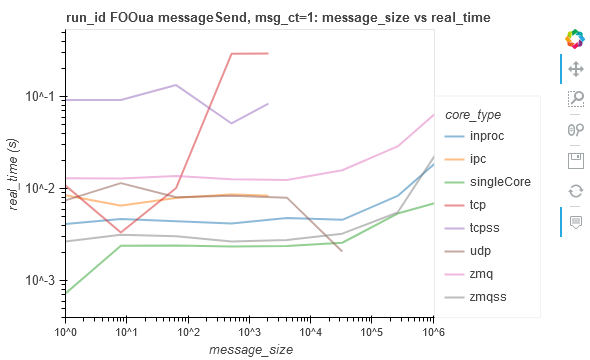 run_id FOOua messageSend, msg_ct=1: message_size vs real_time
real_time (s)
10^-1
10^-2
10^-3
10^0
10^1
10^2
10^3
10^4
10^5
10^6
message_size
core_type
inproc
ipc
singleCore
tcp
tcpss
udp
zmq
zmqss